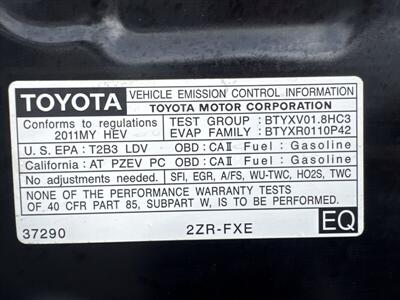 TOYOTA VEHICLE EMISSION CONTROL INFORMATION
TOYOTA MOTOR CORPORATION
Conforms to regulations TEST GROUP : BTYXV01.8HC3
2011MY HEV EVAP FAMILY : BTYXR0110P42
U.S. EPA : T2B3 LDV OBD : CAⅡ Fuel : Gasoline
California: AT PZEV PC OBD : CAⅡ Fuel : Gasoline
No adjustments needed. SFI, EGR, A/FS, WU-TWC, HO2S, TWC
NONE OF THE PERFORMANCE WARRANTY TESTS
OF 40 CFR PART 85, SUBPART W, IS TO BE PERFORMED.
37290 2ZR-FXE EQ